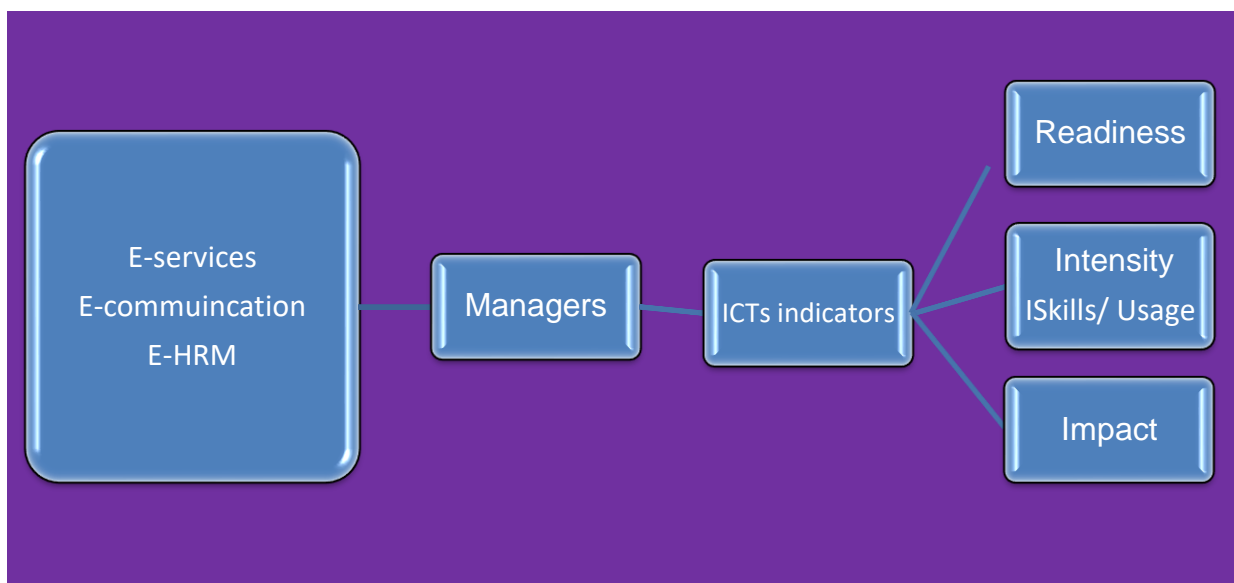 E-services
E-commuincation
E-HRM
Managers
ICTs indicators
Readiness
Intensity
ISkills/ Usage
Impact